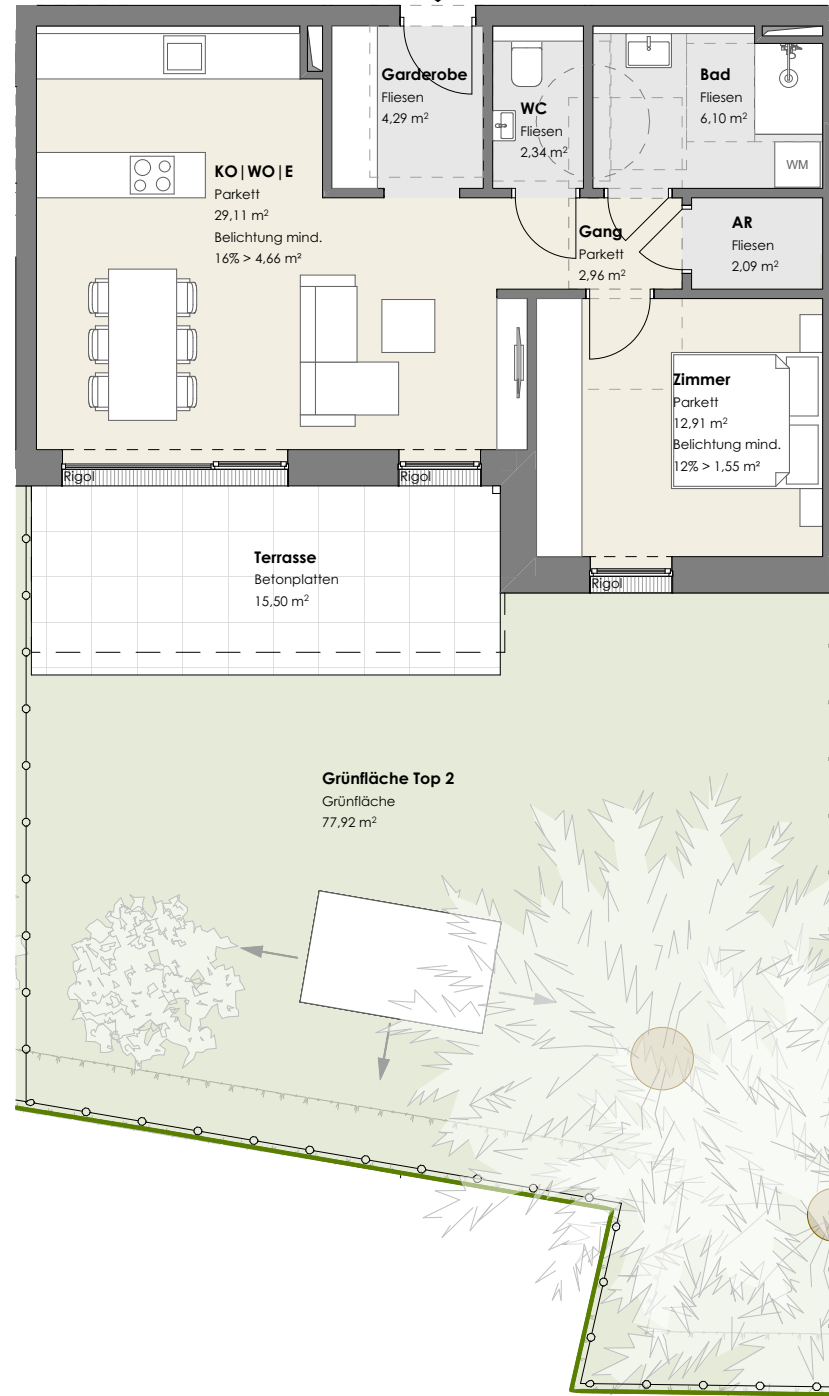 Garderobe
Fliesen
4,29 m²
WC
Fliesen
2,34 m²
Bad
Fliesen
6,10 m²
WM
KO|WO|E
Parkett
29,11 m²
Belichtung mind.
16% > 4,66 m²
Gang
Parkett
2,96 m²
AR
Fliesen
2,09 m²
Zimmer
Parkett
12,91 m²
Belichtung mind.
12% > 1,55 m²
Rigol
Rigol
Rigol
Terrasse
Betonplatten
15,50 m²
Grünfläche Top 2
Grünfläche
77,92 m²